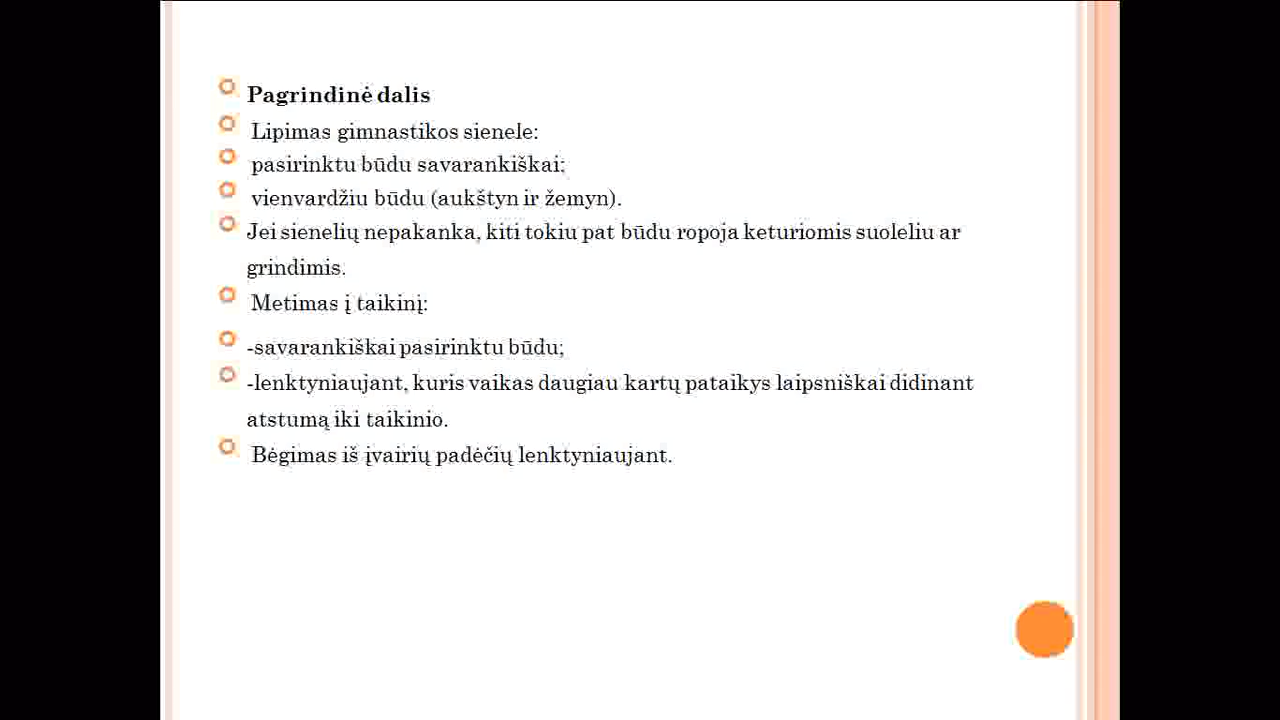 Pagrindinė dalis
Lipimas gimnastikos sienele:
pasirinktu būdu savarankiškai;
vienvardžiu būdu (aukštyn ir žemyn).
Jei sienelių nepakanka, kiti tokiu pat būdu ropoja keturiomis suoleliu ar
grindimis.
Metimas į taikinį:
-savarankiškai pasirinktu būdu;
-lenktyniaujant, kuris vaikas daugiau kartų pataikys laipsniškai didinant
atstumą iki taikinio.
Bėgimas iš įvairių padėčių lenktyniaujant.